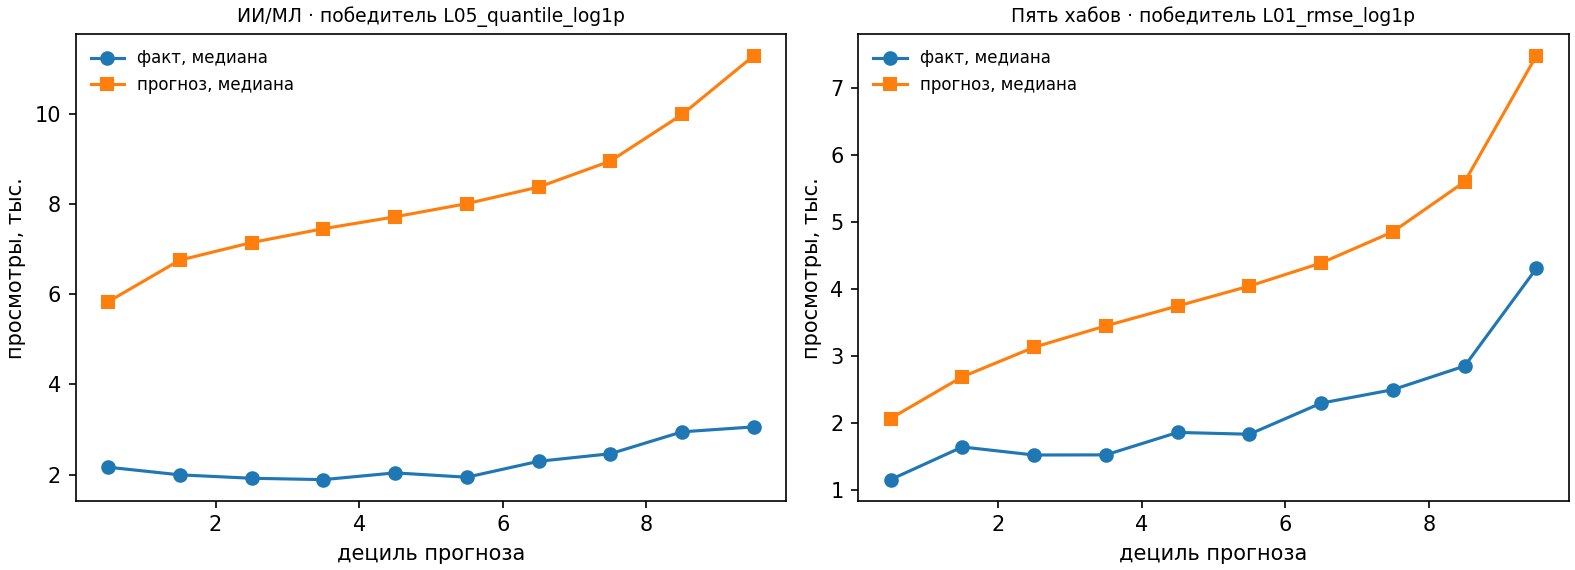 ИИ/МЛ · победитель L05_quantile_log1p
факт, медиана
прогноз, медиана
10
8
6
4
2
просмотры, тыс.
2
4
6
8
дециль прогноза
Пять хабов · победитель L01_rmse_log1p
факт, медиана
прогноз, медиана
7
6
5
4
3
2
1
просмотры, тыс.
2
4
6
8
дециль прогноза